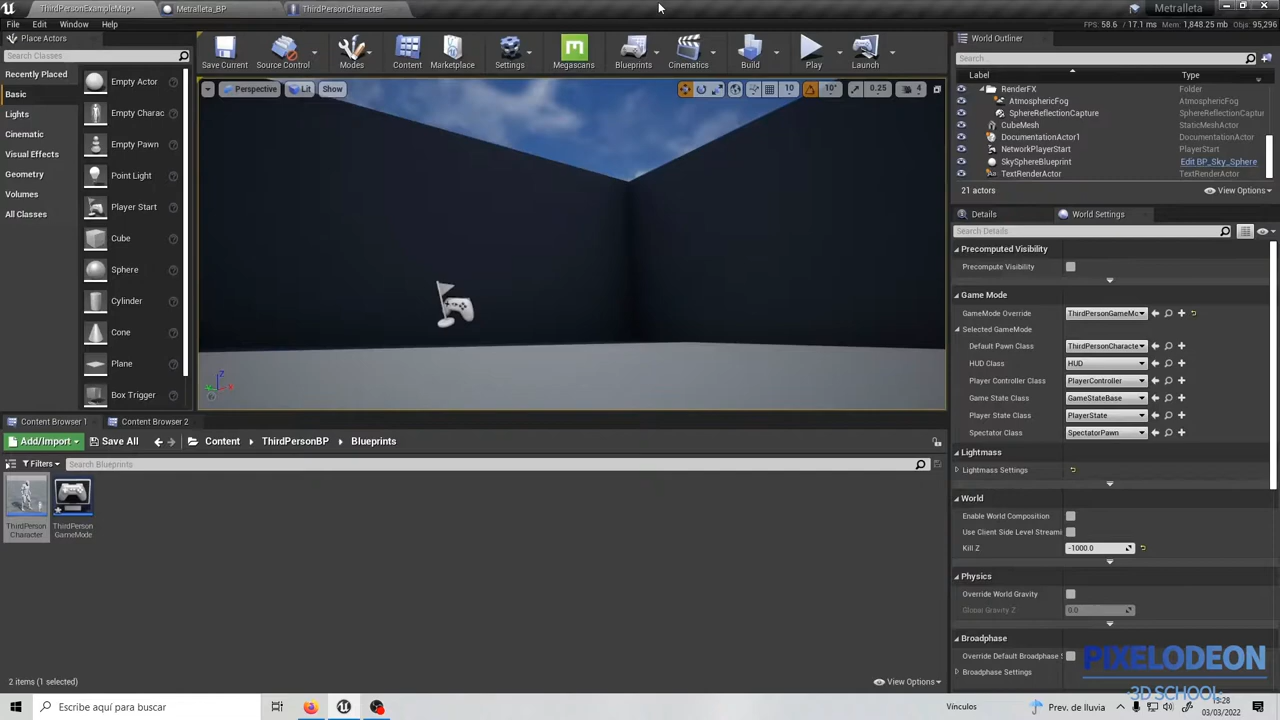 ThirdPersonExampleMap*
Metralleta_BP
ThirdPersonCharacter
Metralleta
File
Edit
Window
Help
FPS: 58.6 / 17.1 ms
Mem: 1,848.25 mb
Objs: 95,296
Place Actors
Search Classes
Recently Placed
Basic
Lights
Cinematic
Visual Effects
Geometry
Volumes
All Classes
Empty Actor
Empty Charac
Empty Pawn
Point Light
Player Start
Cube
Sphere
Cylinder
Cone
Plane
Box Trigger
Save Current
Source Control
Modes
Content
Marketplace
Settings
Megascans
Blueprints
Cinematics
Build
Play
Launch
Perspective
Lit
Show
10
10°
0.25
4
World Outliner
Search...
Label
Type
RenderFX
Folder
AtmosphericFog
AtmosphericFog
SphereReflectionCapture
SphereReflectionCaptur
CubeMesh
StaticMeshActor
DocumentationActor1
DocumentationActor
NetworkPlayerStart
PlayerStart
SkySphereBlueprint
Edit BP_Sky_Sphere
TextRenderActor
TextRenderActor
21 actors
View Options
Details
World Settings
Search Details
Precomputed Visibility
Precompute Visibility
Game Mode
GameMode Override
ThirdPersonGameMc
Selected GameMode
Default Pawn Class
ThirdPersonCharacte
HUD Class
HUD
Player Controller Class
PlayerController
Game State Class
GameStateBase
Player State Class
PlayerState
Spectator Class
SpectatorPawn
Lightmass
Lightmass Settings
World
Enable World Composition
Use Client Side Level Streami
Kill Z
-1000.0
Physics
Override World Gravity
Global Gravity Z
0.0
Broadphase
Override Default Broadphase S
Broadphase Settings
Content Browser 1
Content Browser 2
Add/Import
Save All
Content
ThirdPersonBP
Blueprints
Filters
Search Blueprints
ThirdPerson
Character
ThirdPerson
GameMode
2 items (1 selected)
View Options
PIXELODEON
3D SCHOOL
Escribe aquí para buscar
Vínculos
Prev. de lluvia
13:28
03/03/2022